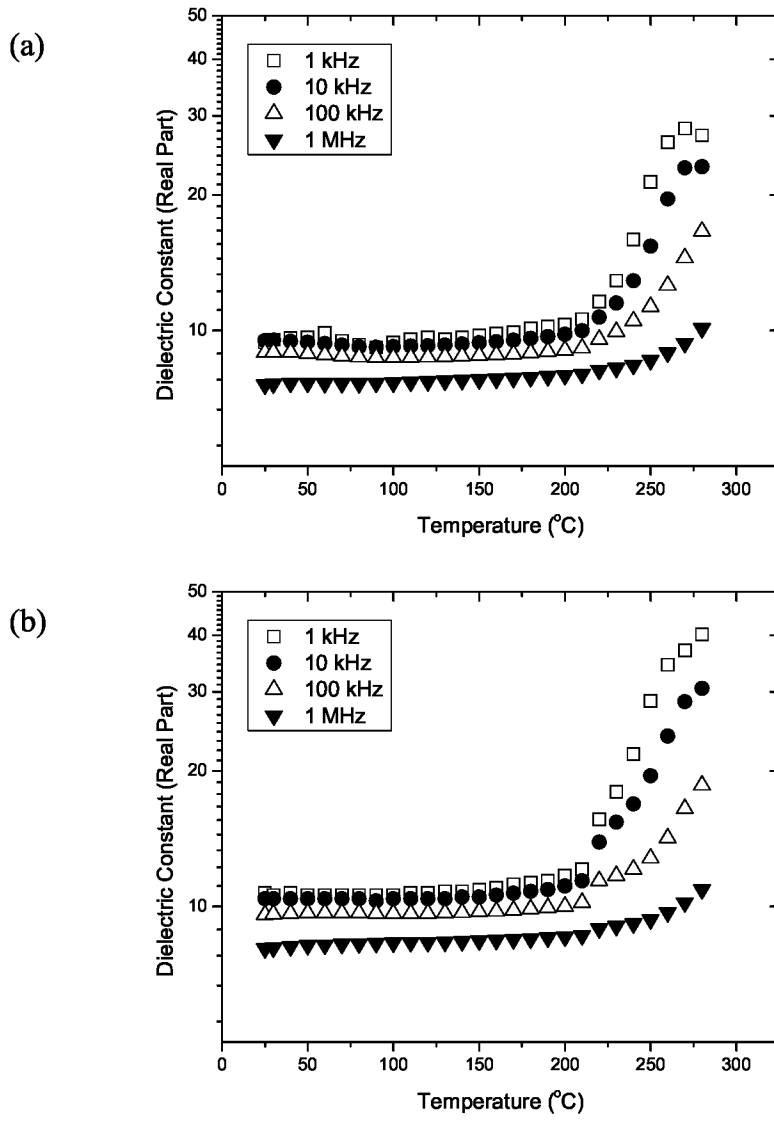 (a)
50
40
30
20
10
Dielectric Constant (Real Part)
1 kHz
10 kHz
100 kHz
1 MHz
0
50
100
150
200
250
300
Temperature (°C)
(b)
50
40
30
20
10
Dielectric Constant (Real Part)
1 kHz
10 kHz
100 kHz
1 MHz
0
50
100
150
200
250
300
Temperature (°C)